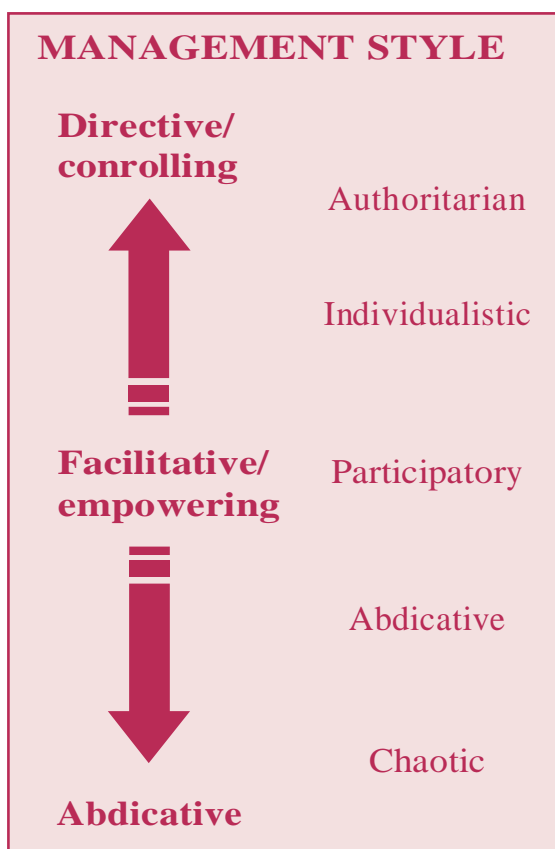 MANAGEMENT STYLE
Directive/
conrolling
Authoritarian
Individualistic
Facilitative/
empowering
Participatory
Abdicative
Chaotic
Abdicative